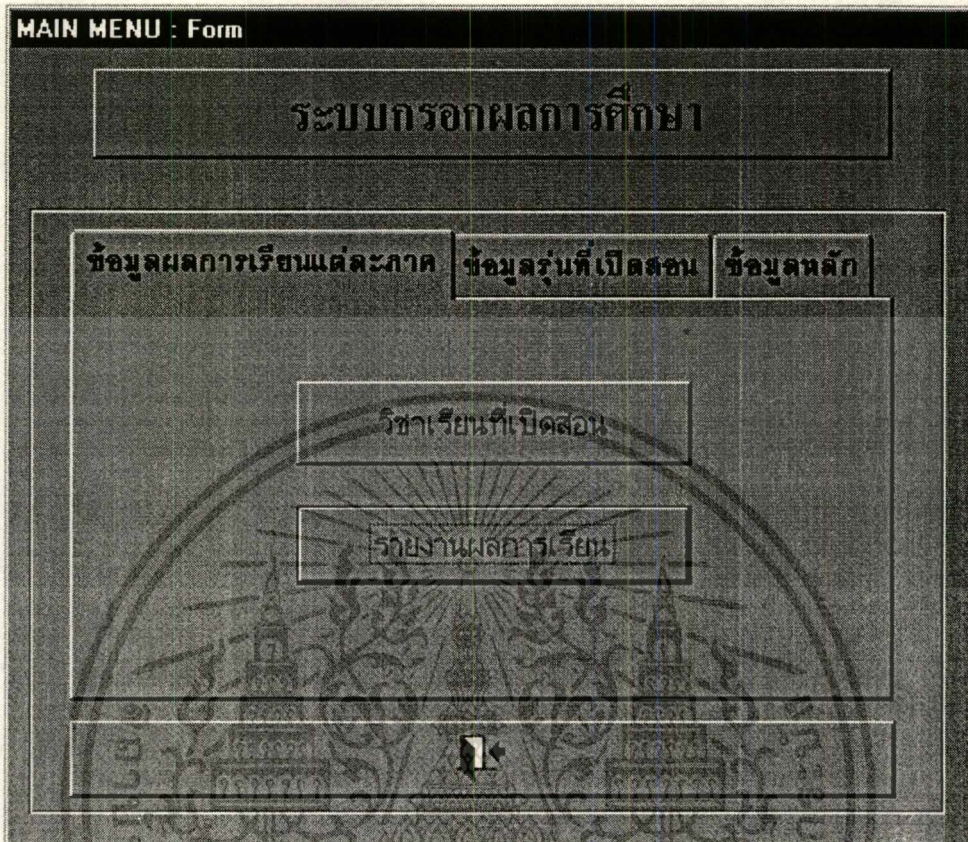 MAIN MENU : Form
ระบบกรอกผลการศึกษา
ข้อมูลผลการเรียนแต่ละภาค ข้อมูลรุ่นที่เปิดสอน ข้อมูลหลัก
วิชาเรียนที่เปิดสอน
รายงานผลการเรียน